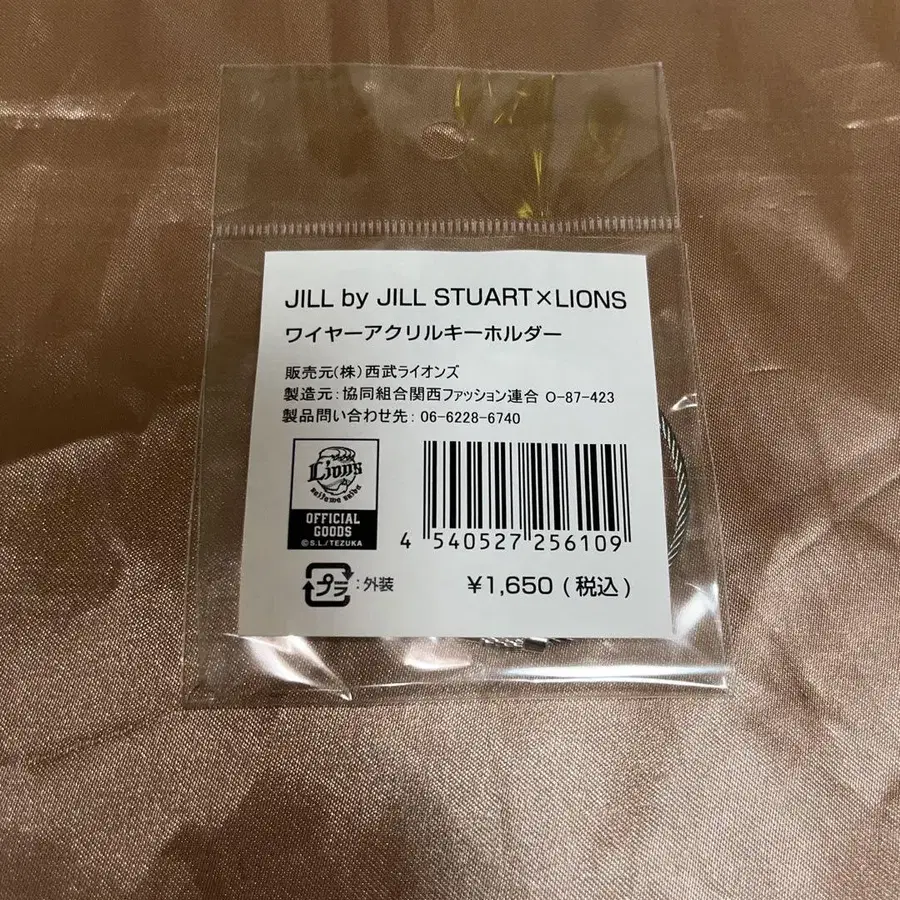 JILL by JILL STUART×LIONS
ワイヤーアクリルキーホルダー
販売元(株)西武ライオンズ
製造元:協同組合関西ファッション連合 O-87-423
製品問い合わせ先: 06-6228-6740
Lions
saitama seibu
OFFICIAL
GOODS
©S.L./TEZUKA
4 540527 256109
プラ:外装
¥1,650 (税込)